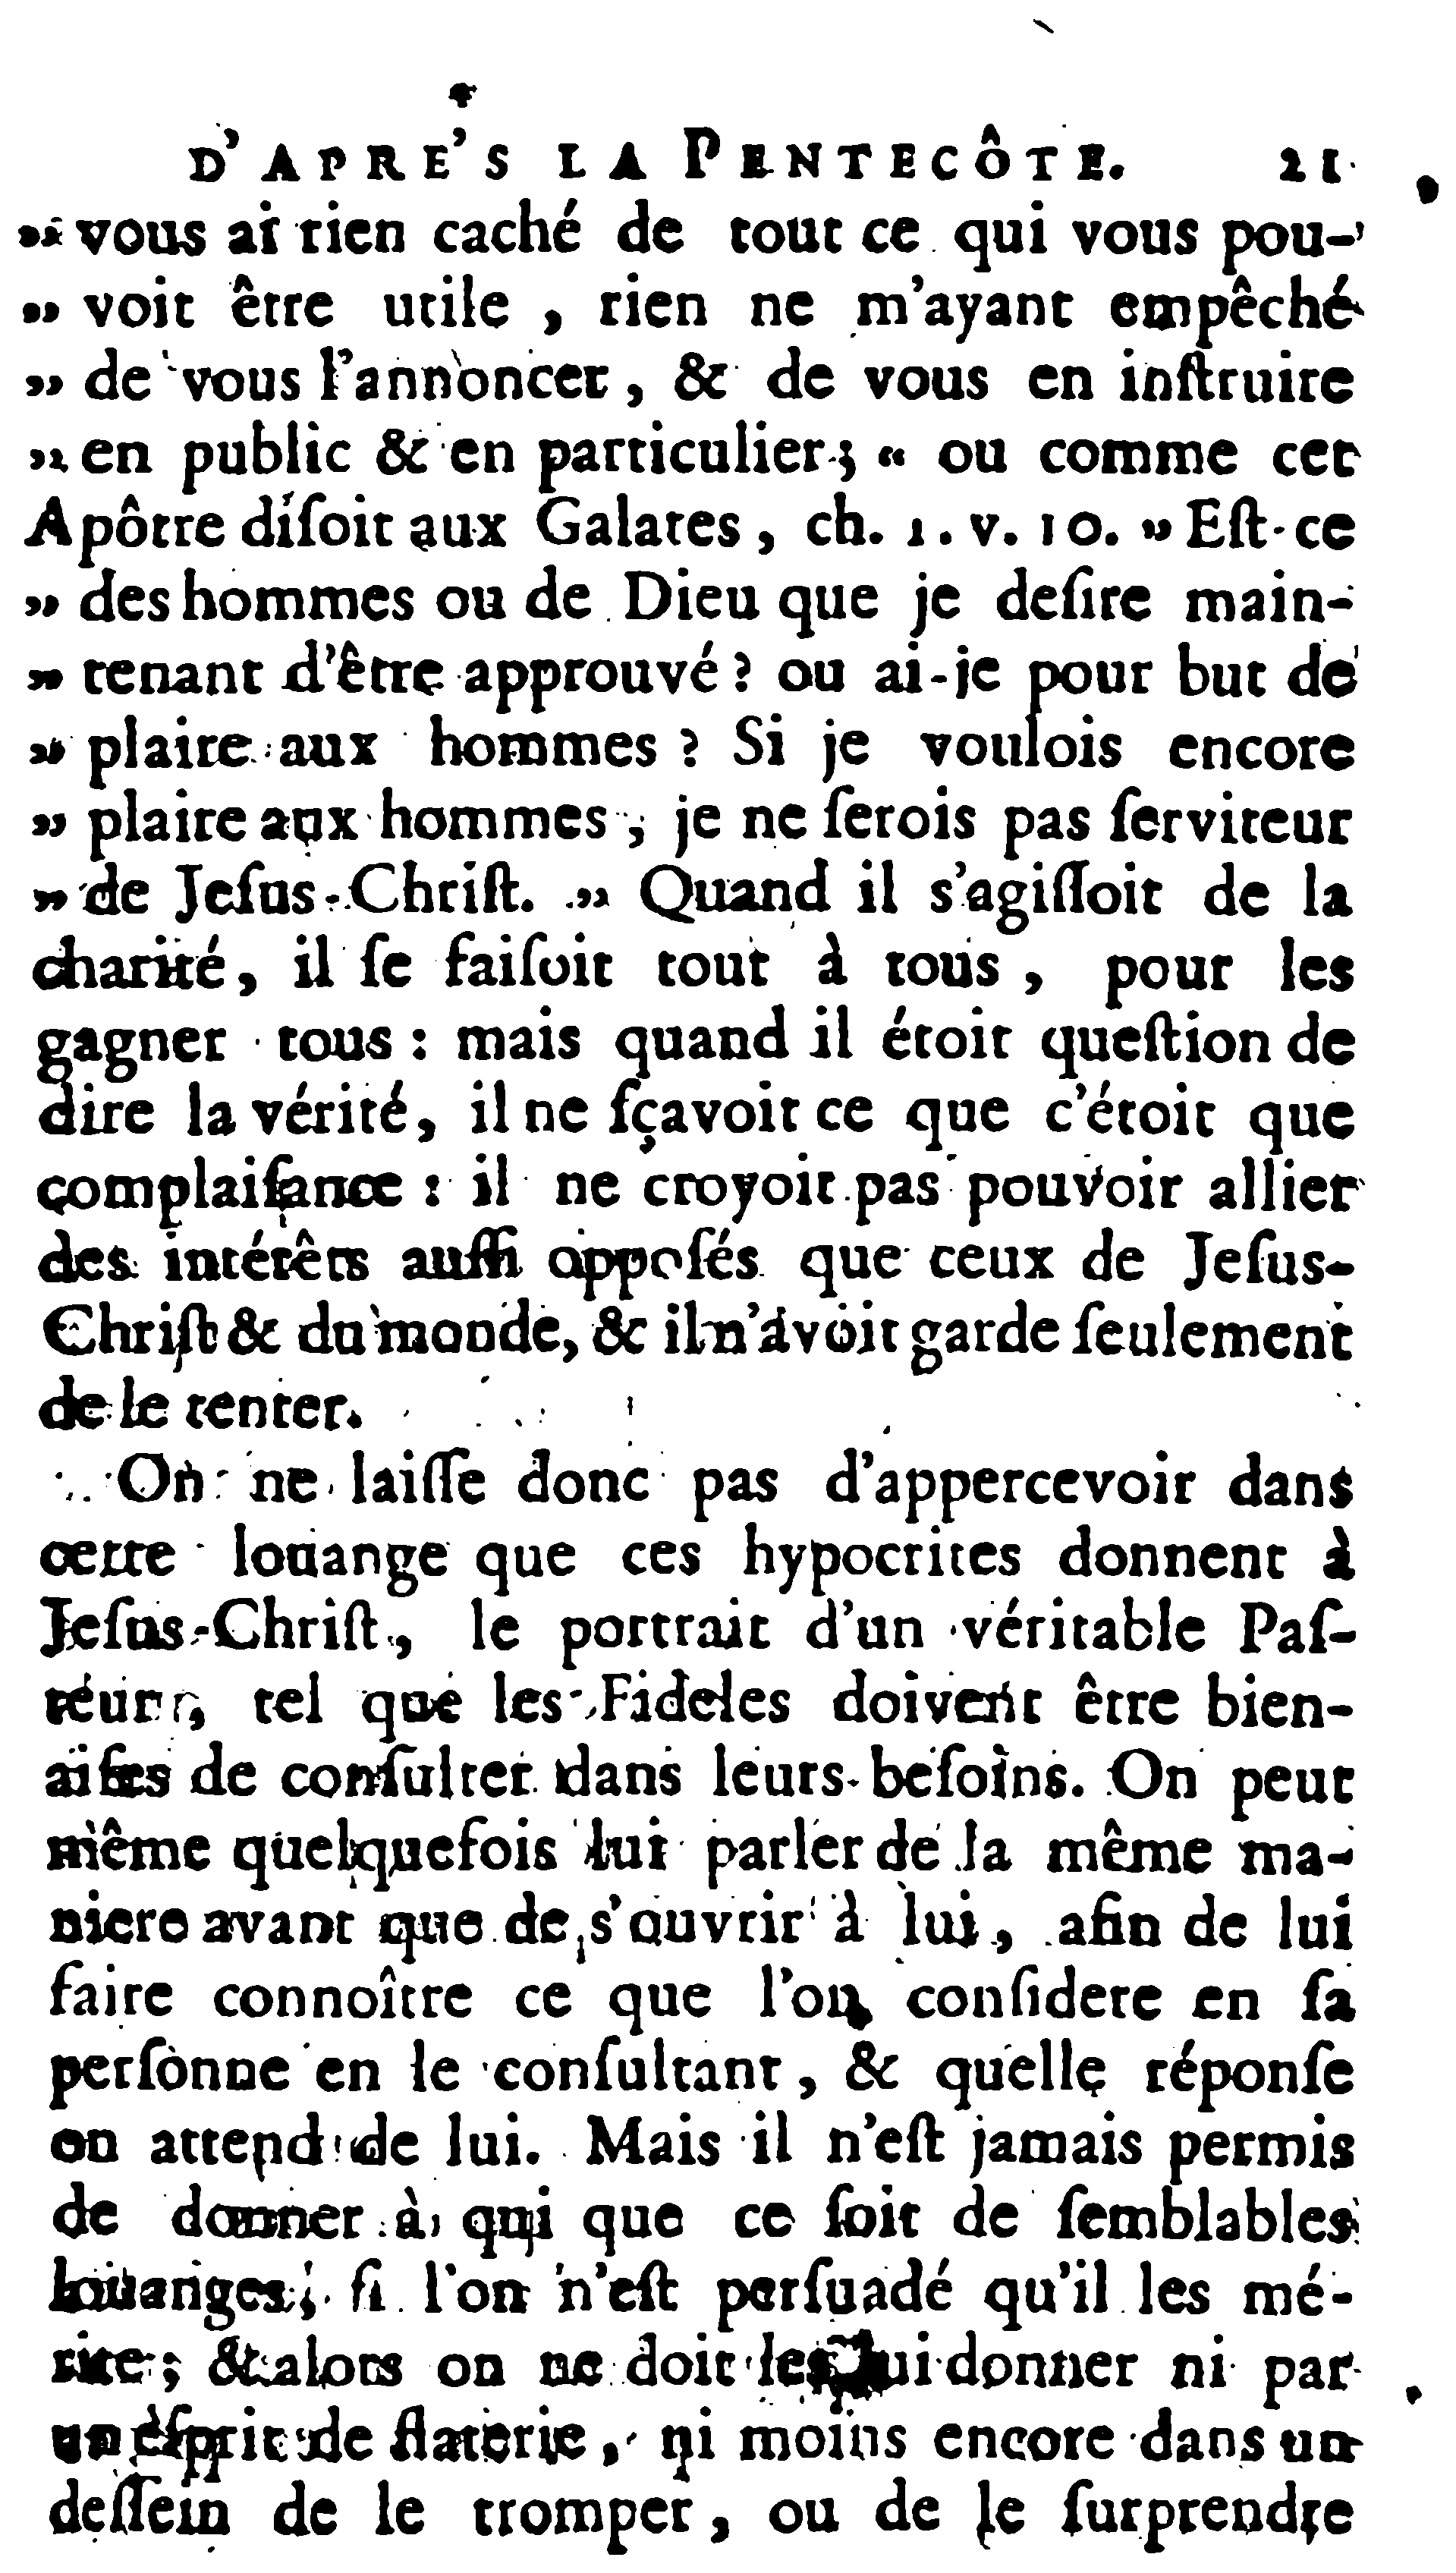 D'APRE'S LA PENTECÔTE. 21
„ vous ai rien caché de tout ce qui vous pou-
„ voit être utile , rien ne m'ayant empêché
„ de vous l'annoncer, & de vous en inſtruire
„ en public & en particulier ; “ ou comme cet
Apôtre diſoit aux Galates , ch. 1. v. 10. „ Eſt-ce
„ des hommes ou de Dieu que je deſire main-
„ tenant d'être approuvé ? ou ai-je pour but de
„ plaire aux hommes ? Si je voulois encore
„ plaire aux hommes , je ne ſerois pas ſerviteur
„ de Jeſus-Chriſt. „ Quand il s'agiſſoit de la
charité, il ſe faiſoit tout à tous , pour les
gagner tous : mais quand il étoit queſtion de
dire la vérité, il ne ſçavoit ce que c'étoit que
complaiſance : il ne croyoit pas pouvoir allier
des intérêts auſſi oppoſés que ceux de Jeſus-
Chriſt & du monde, & il n'avoit garde ſeulement
de le tenter.
On ne laiſſe donc pas d'appercevoir dans
cette louange que ces hypocrites donnent à
Jeſus-Chriſt, le portrait d'un véritable Paſ-
teur, tel que les Fideles doivent être bien-
aiſes de conſulter dans leurs beſoins. On peut
même quelquefois lui parler de la même ma-
niere avant que de s'ouvrir à lui, afin de lui
faire connoître ce que l'on conſidere en ſa
perſonne en le conſultant , & quelle réponſe
on attend de lui. Mais il n'eſt jamais permis
de donner à qui que ce ſoit de ſemblables
louanges, ſi l'on n'eſt perſuadé qu'il les mé-
rite ; & alors on ne doit les lui donner ni par
un eſprit de flaterie , ni moins encore dans un
deſſein de le tromper, ou de le ſurprendre